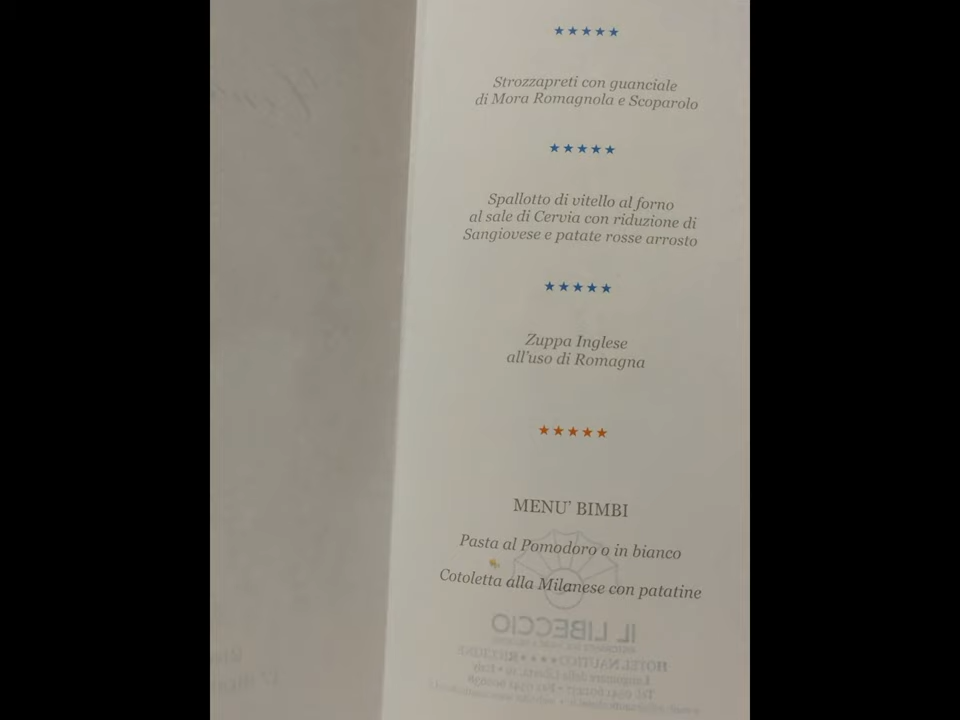 ★★★★★
Strozzapreti con guanciale
di Mora Romagnola e Scoparolo
★★★★★
Spallotto di vitello al forno
al sale di Cervia con riduzione di
Sangiovese e patate rosse arrosto
★★★★★
Zuppa Inglese
all'uso di Romagna
★★★★★
MENU' BIMBI
Pasta al Pomodoro o in bianco
Cotoletta alla Milanese con patatine
IL LIBECCIO
HOTEL NAUTICO ★★★★ RICCIONE